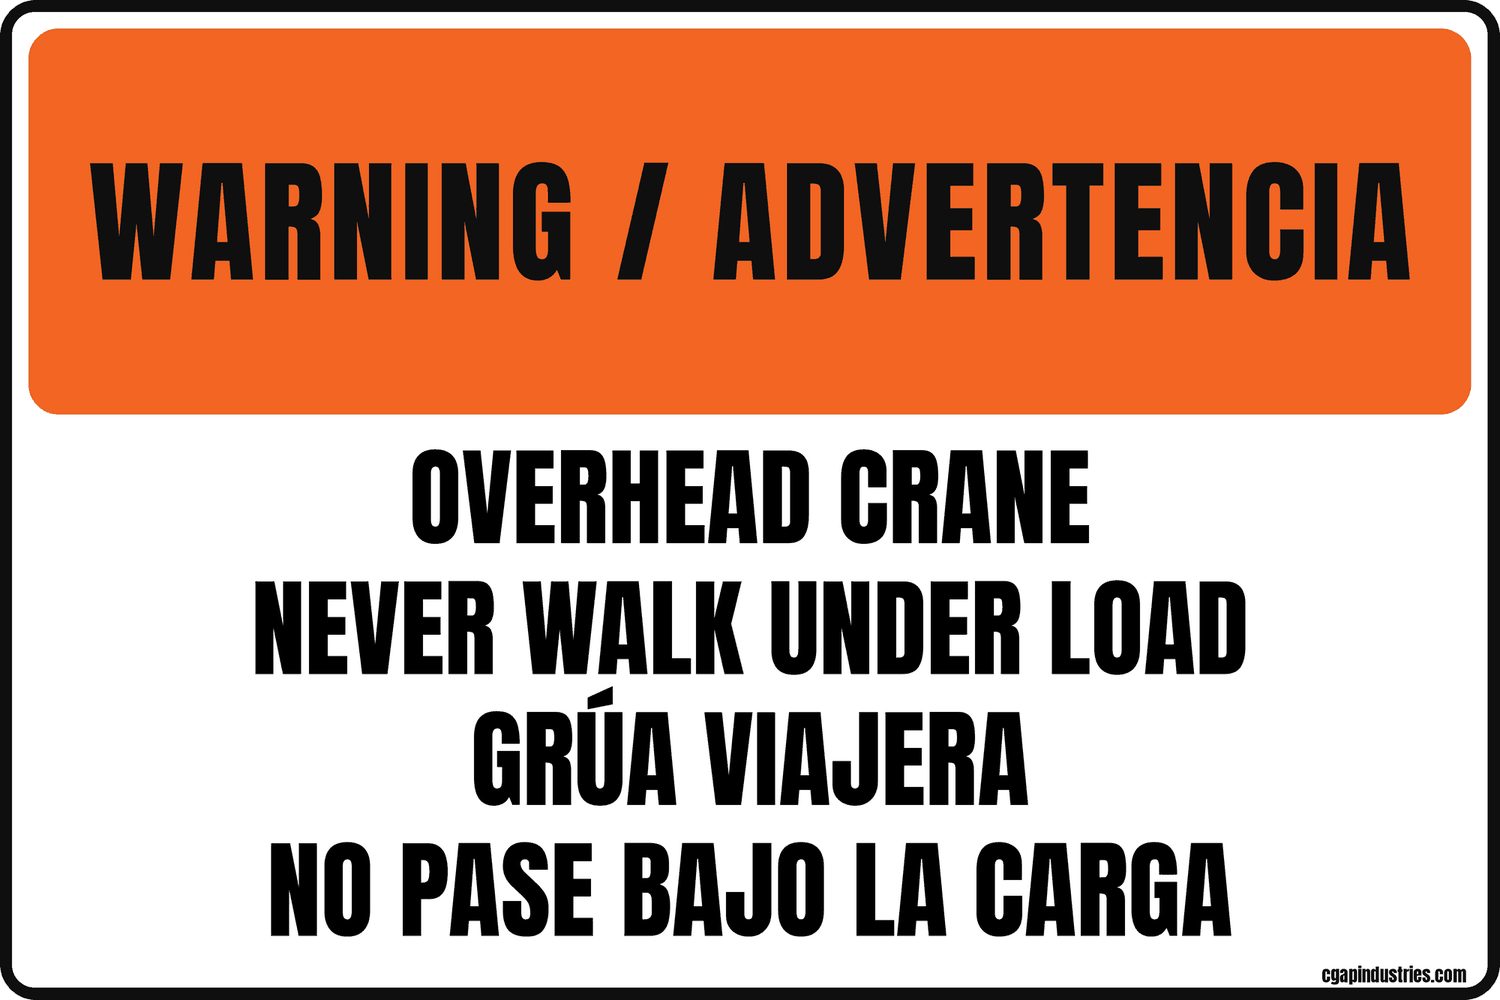 WARNING / ADVERTENCIA
OVERHEAD CRANE
NEVER WALK UNDER LOAD
GRÚA VIAJERA
NO PASE BAJO LA CARGA
cgapindustries.com